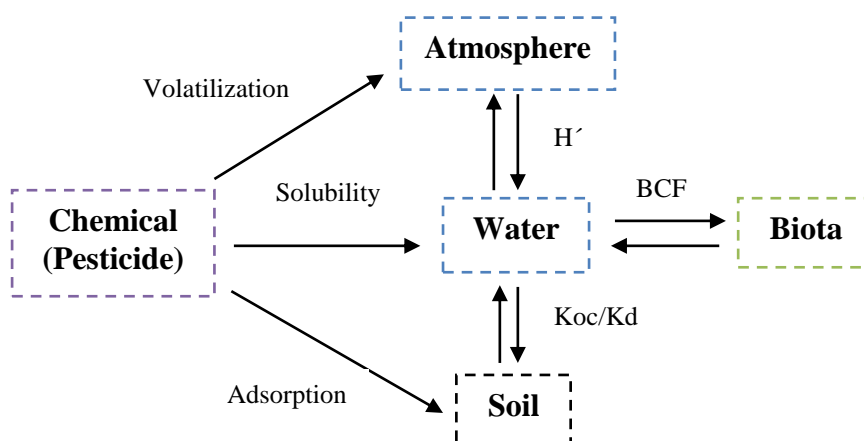 Atmosphere
Volatilization
H´
Solubility
BCF
Chemical
(Pesticide)
Water
Biota
Koc/Kd
Adsorption
Soil